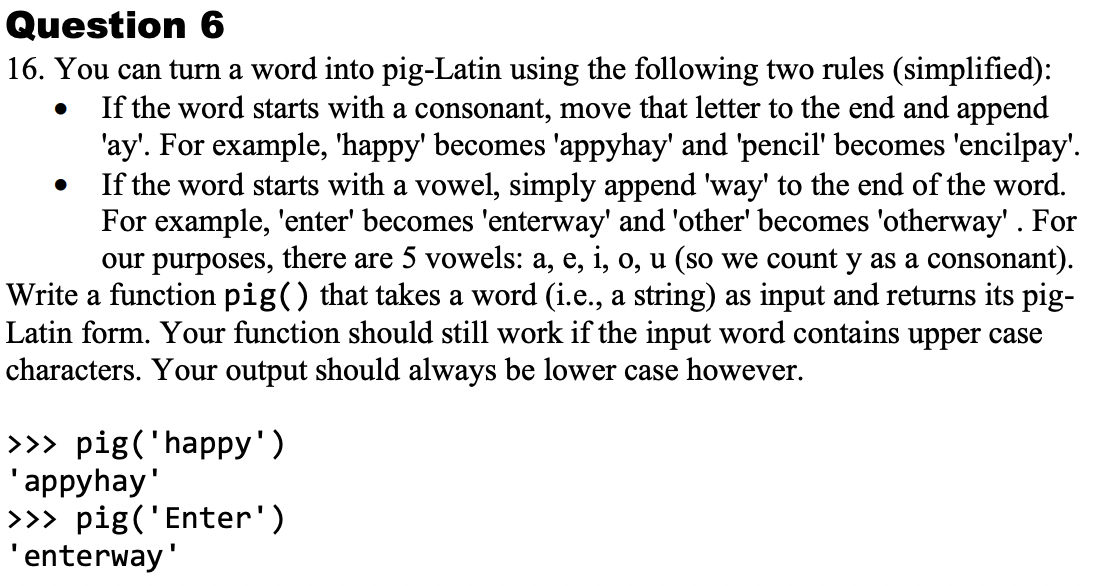 Question 6
16. You can turn a word into pig-Latin using the following two rules (simplified):
• If the word starts with a consonant, move that letter to the end and append
'ay'. For example, 'happy' becomes 'appyhay' and 'pencil' becomes 'encilpay'.
• If the word starts with a vowel, simply append 'way' to the end of the word.
For example, 'enter' becomes 'enterway' and 'other' becomes 'otherway' . For
our purposes, there are 5 vowels: a, e, i, o, u (so we count y as a consonant).
Write a function pig() that takes a word (i.e., a string) as input and returns its pig-
Latin form. Your function should still work if the input word contains upper case
characters. Your output should always be lower case however.
>>> pig('happy')
'appyhay'
>>> pig('Enter')
'enterway'